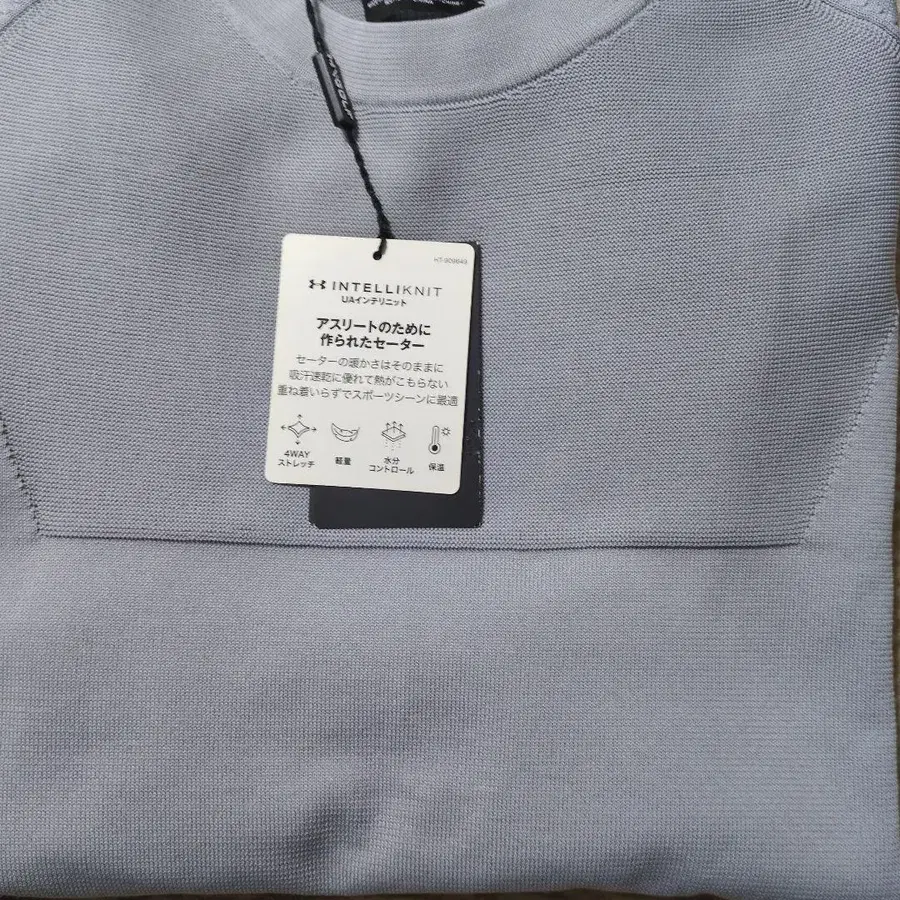 HT-909649
INTELLIKNIT
UAインテリニット
アスリートのために
作られたセーター
セーターの暖かさはそのままに
吸汗速乾に優れて熱がこもらない
重ね着いらずでスポーツシーンに最適
4WAY
ストレッチ
軽量
水分
コントロール
保温